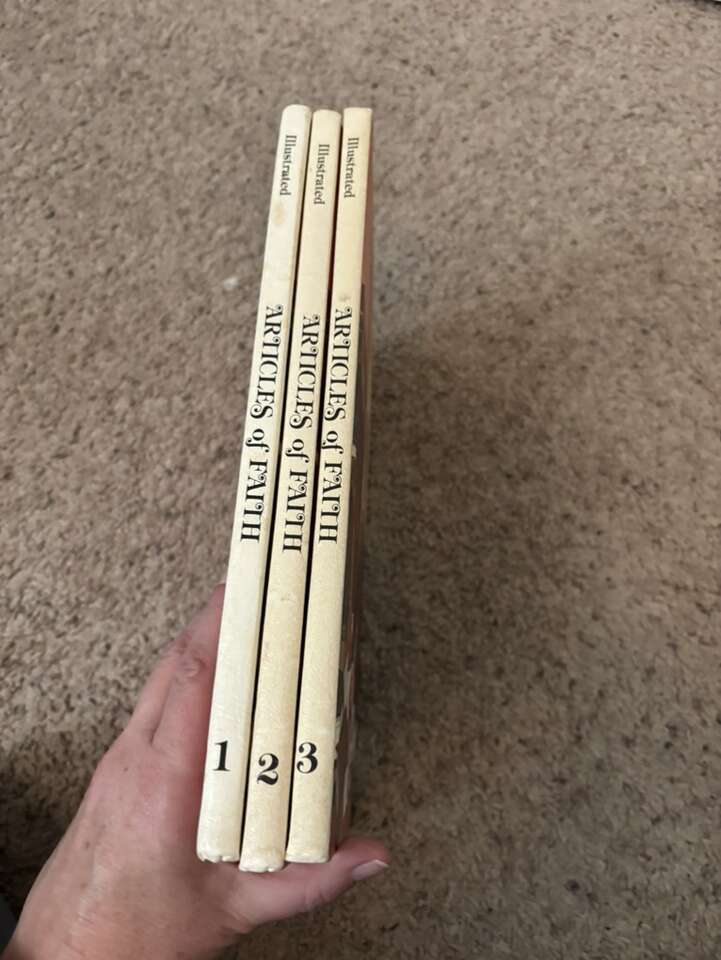 Illustrated ARTICLES of FAITH 1
Illustrated ARTICLES of FAITH 2
Illustrated ARTICLES of FAITH 3